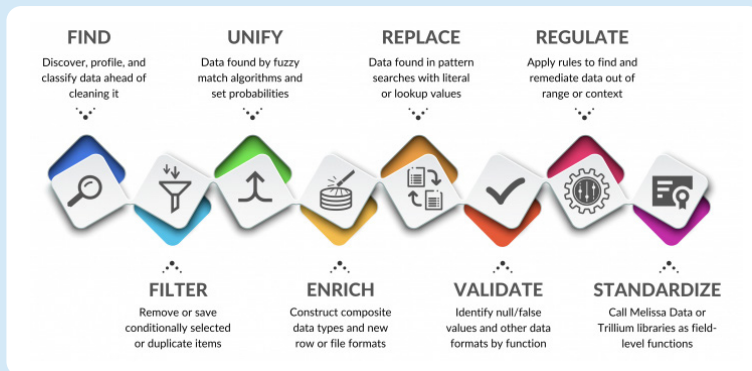 FIND
Discover, profile, and
classify data ahead of
cleaning it
UNIFY
Data found by fuzzy
match algorithms and
set probabilities
REPLACE
Data found in pattern
searches with literal
or lookup values
REGULATE
Apply rules to find and
remediate data out of
range or context
FILTER
Remove or save
conditionally selected
or duplicate items
ENRICH
Construct composite
data types and new
row or file formats
VALIDATE
Identify null/false
values and other data
formats by function
STANDARDIZE
Call Melissa Data or
Trillium libraries as field-
level functions